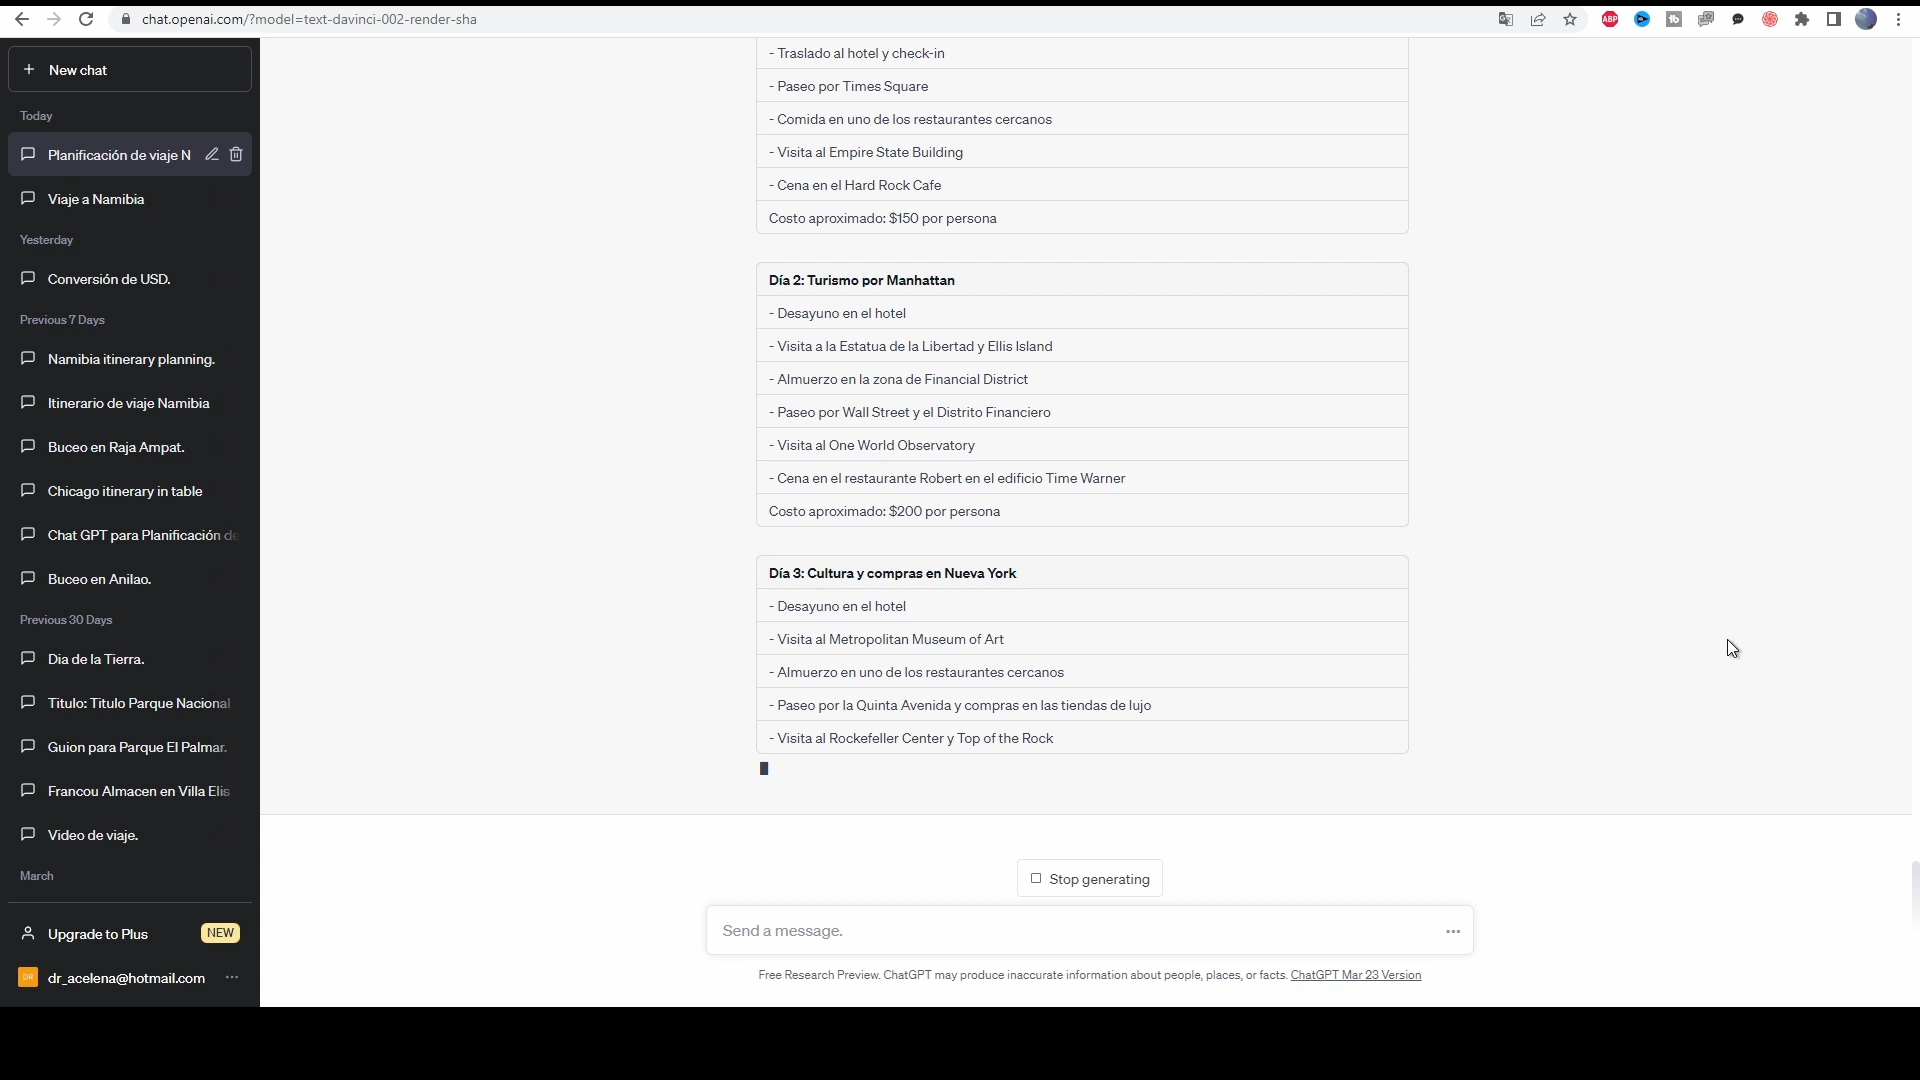 chat.openai.com/?model=text-davinci-002-render-sha
ABP
New chat
Today
Planificación de viaje N
Viaje a Namibia
Yesterday
Conversión de USD.
Previous 7 Days
Namibia itinerary planning.
Itinerario de viaje Namibia
Buceo en Raja Ampat.
Chicago itinerary in table
Chat GPT para Planificación de
Buceo en Anilao.
Previous 30 Days
Dia de la Tierra.
Titulo: Titulo Parque Nacional
Guion para Parque El Palmar.
Francou Almacen en Villa Elis
Video de viaje.
March
Upgrade to Plus NEW
DR dr_acelena@hotmail.com
- Traslado al hotel y check-in
- Paseo por Times Square
- Comida en uno de los restaurantes cercanos
- Visita al Empire State Building
- Cena en el Hard Rock Cafe
Costo aproximado: $150 por persona
Día 2: Turismo por Manhattan
- Desayuno en el hotel
- Visita a la Estatua de la Libertad y Ellis Island
- Almuerzo en la zona de Financial District
- Paseo por Wall Street y el Distrito Financiero
- Visita al One World Observatory
- Cena en el restaurante Robert en el edificio Time Warner
Costo aproximado: $200 por persona
Día 3: Cultura y compras en Nueva York
- Desayuno en el hotel
- Visita al Metropolitan Museum of Art
- Almuerzo en uno de los restaurantes cercanos
- Paseo por la Quinta Avenida y compras en las tiendas de lujo
- Visita al Rockefeller Center y Top of the Rock
Stop generating
Send a message.
Free Research Preview. ChatGPT may produce inaccurate information about people, places, or facts. ChatGPT Mar 23 Version